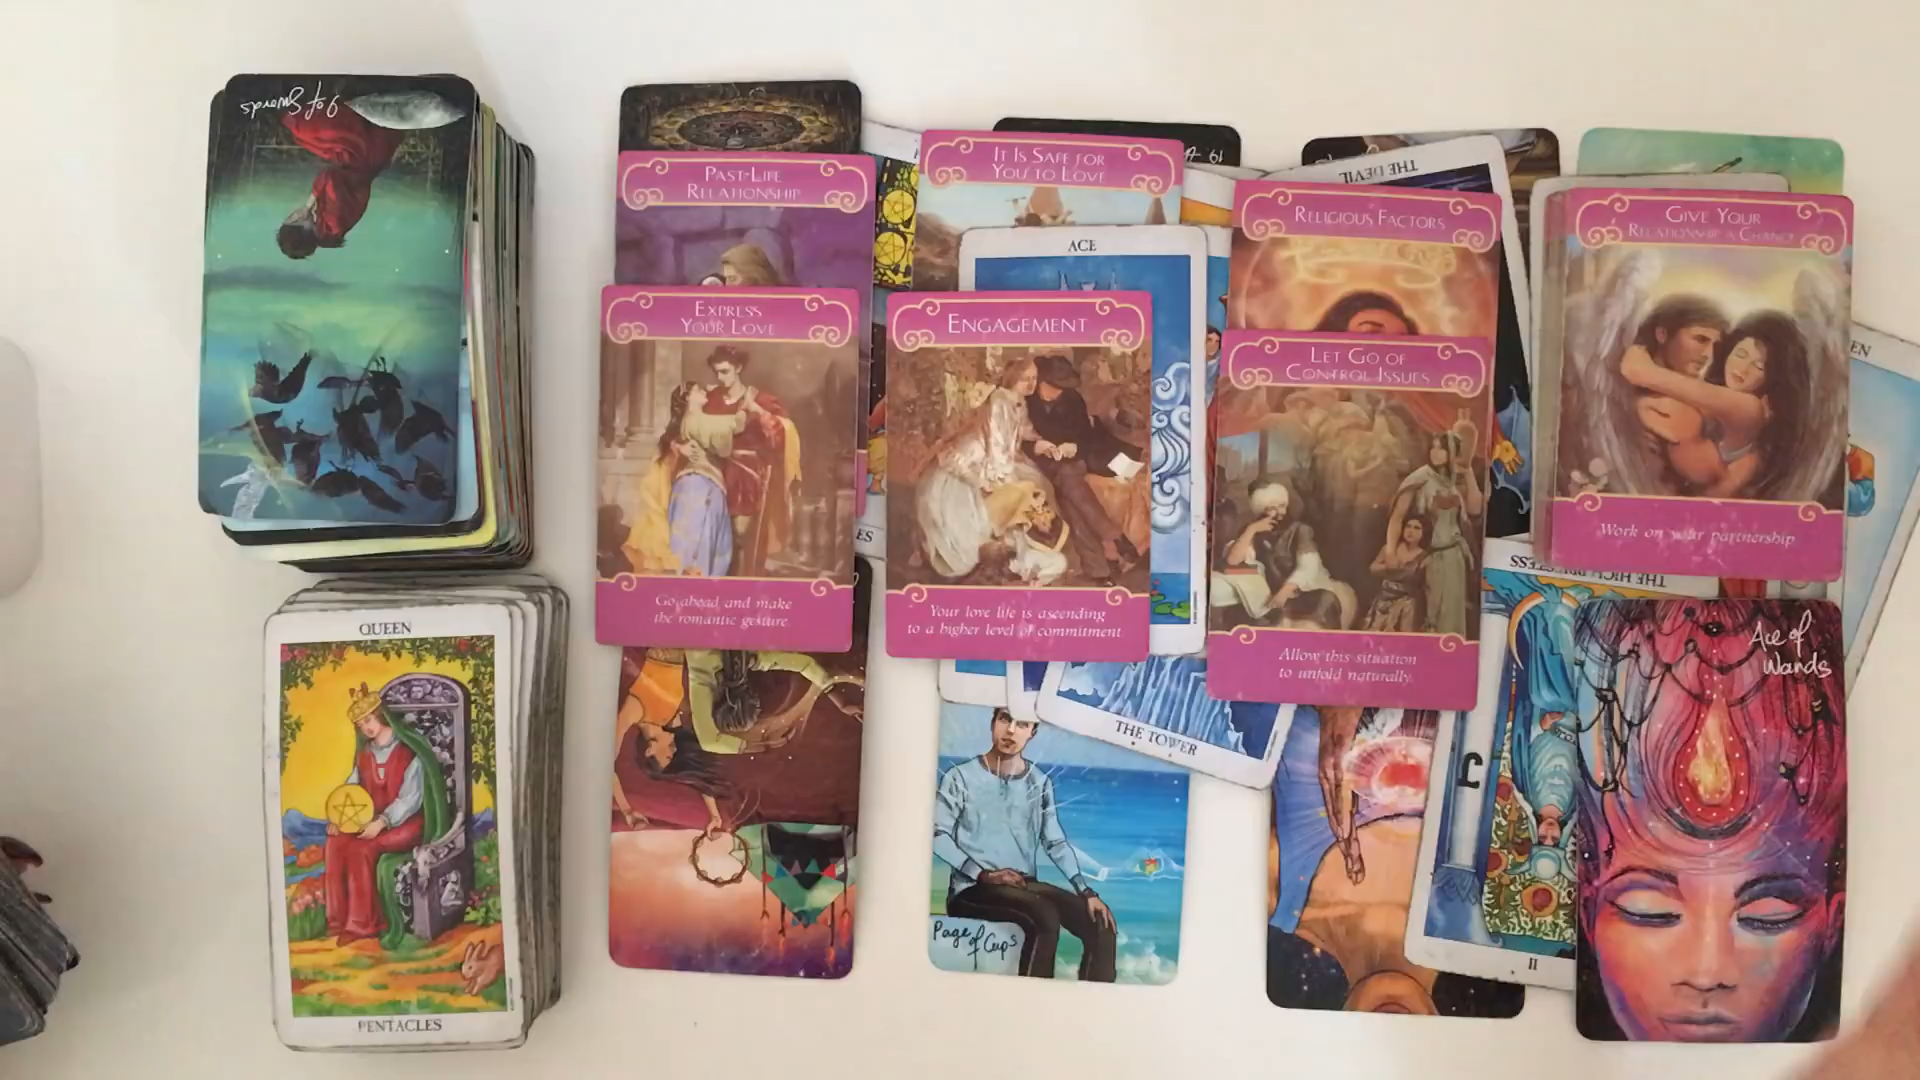 9 of Swords
QUEEN
PENTACLES
PAST-LIFE
RELATIONSHIP
EXPRESS
YOUR LOVE
Go ahead and make
the romantic gesture.
IT IS SAFE FOR
YOU TO LOVE
ACE
ENGAGEMENT
Your love life is ascending
to a higher level of commitment.
THE TOWER
Page of Cups
THE DEVIL
RELIGIOUS FACTORS
LET GO OF
CONTROL ISSUES
Allow this situation
to unfold naturally.
THE HIGH PRIESTESS
II
GIVE YOUR
RELATIONSHIP A CHANCE
Work on your partnership
Ace of
Wands